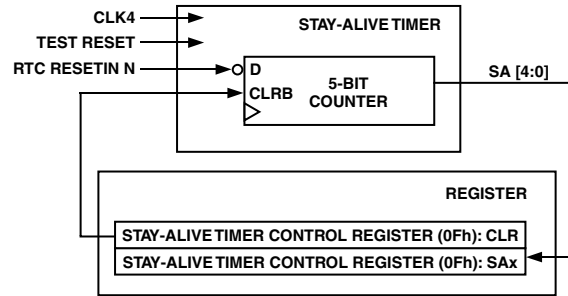 CLK4
STAY-ALIVE TIMER
TEST RESET
RTC RESETIN N
D
CLRB
5-BIT
COUNTER
SA [4:0]
REGISTER
STAY-ALIVE TIMER CONTROL REGISTER (0Fh): CLR
STAY-ALIVE TIMER CONTROL REGISTER (0Fh): SAx